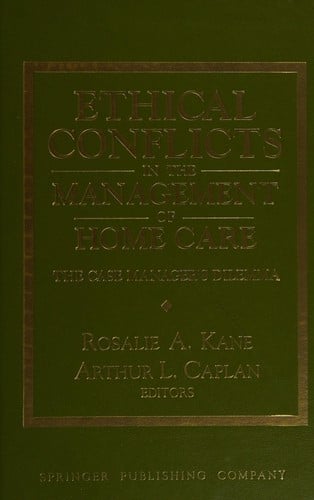 ETHICAL
CONFLICTS
IN THE
MANAGEMENT
OF
HOME CARE
THE CASE MANAGER'S DILEMMA
ROSALIE A. KANE
ARTHUR L. CAPLAN
EDITORS
SPRINGER PUBLISHING COMPANY